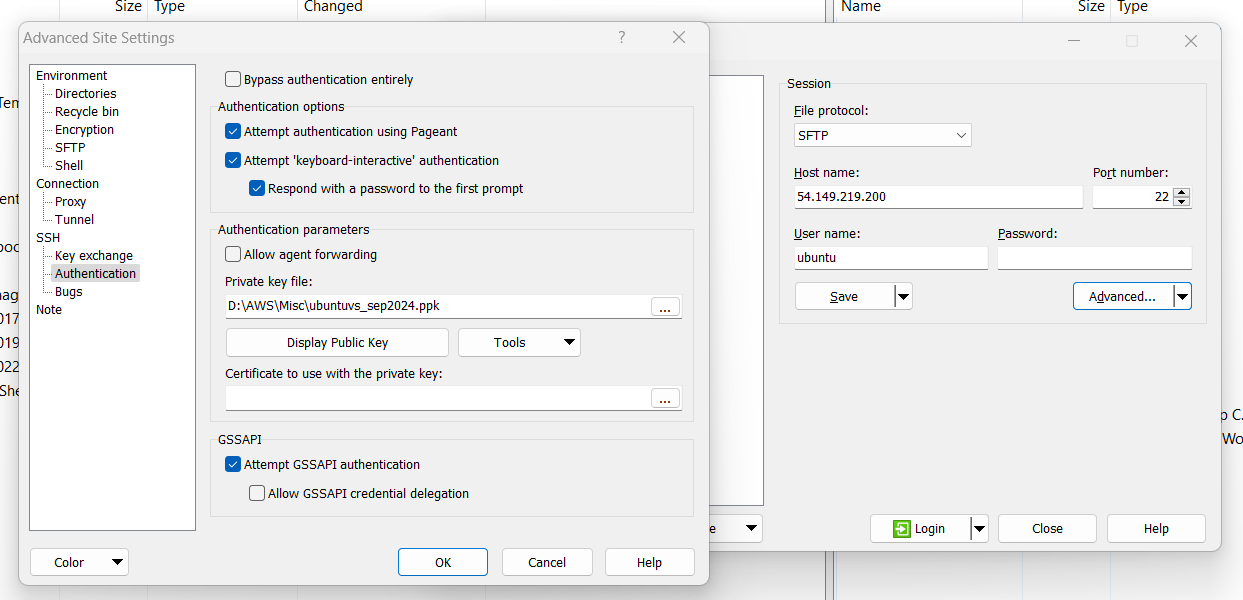 Size Type Changed
Name Size Type
Advanced Site Settings ?
Environment
Directories
Recycle bin
Encryption
SFTP
Shell
Connection
Proxy
Tunnel
SSH
Key exchange
Authentication
Bugs
Note
Bypass authentication entirely
Authentication options
Attempt authentication using Pageant
Attempt 'keyboard-interactive' authentication
Respond with a password to the first prompt
Authentication parameters
Allow agent forwarding
Private key file:
D:\AWS\Misc\ubuntuvs_sep2024.ppk
...
Display Public Key
Tools
Certificate to use with the private key:
...
GSSAPI
Attempt GSSAPI authentication
Allow GSSAPI credential delegation
Color
OK
Cancel
Help
Session
File protocol:
SFTP
Host name:
Port number:
54.149.219.200
22
User name:
Password:
ubuntu
Save
Advanced...
Login
Close
Help